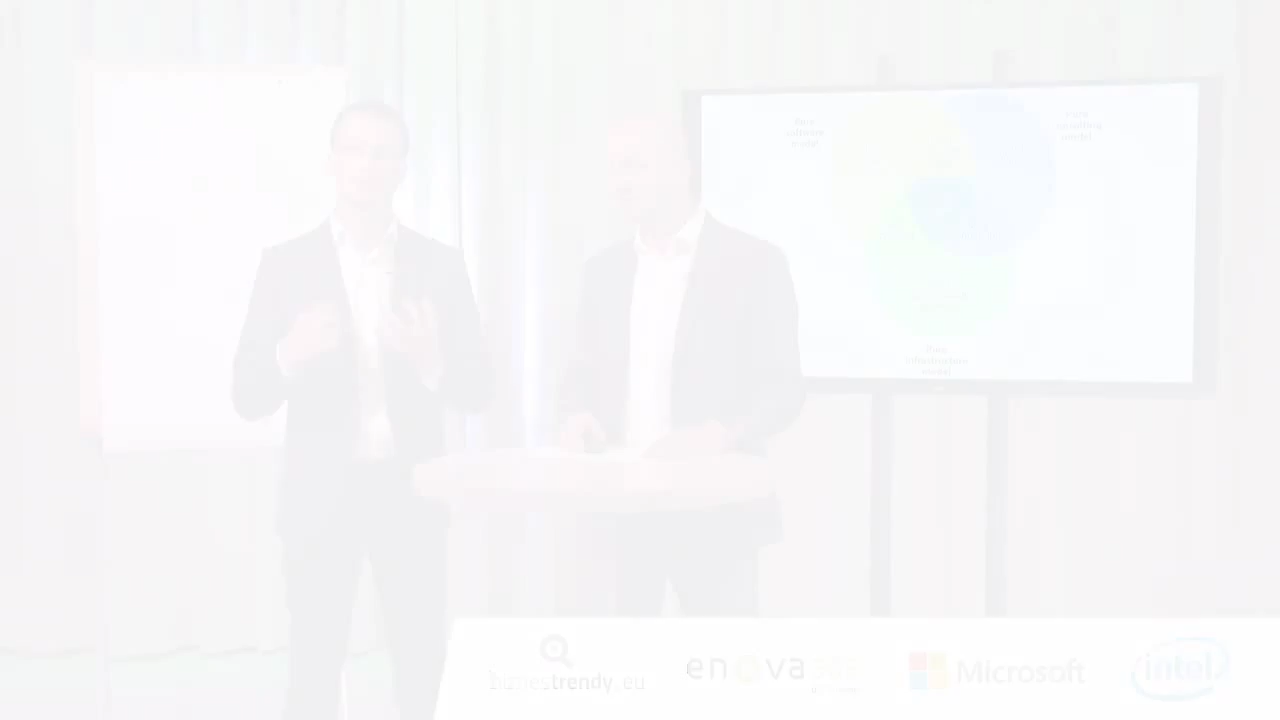 Pure
software
model
Pure
consulting
model
Pure
infrastructure
model
biznestrendy.eu
enova365
Microsoft
intel